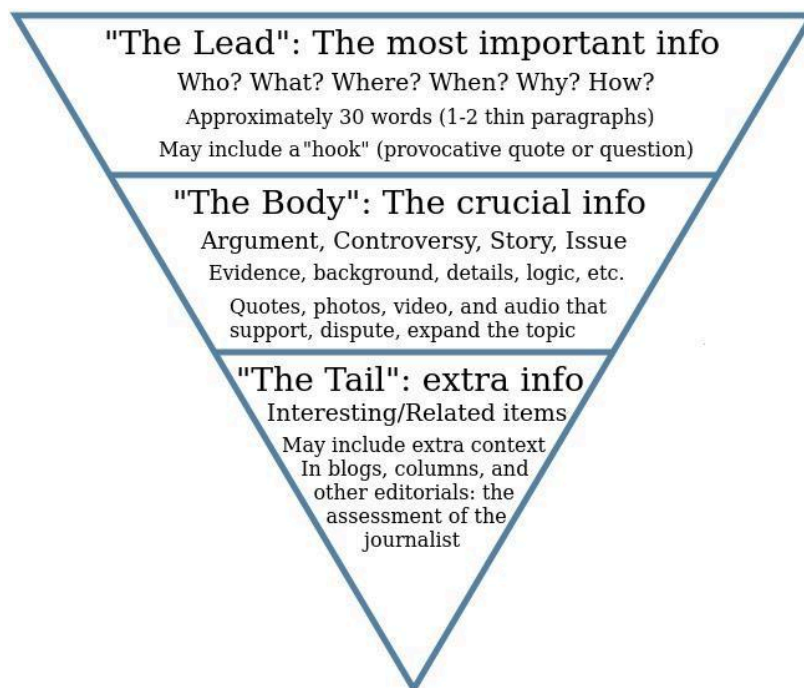 "The Lead": The most important info
Who? What? Where? When? Why? How?
Approximately 30 words (1-2 thin paragraphs)
May include a "hook" (provocative quote or question)
"The Body": The crucial info
Argument, Controversy, Story, Issue
Evidence, background, details, logic, etc.
Quotes, photos, video, and audio that
support, dispute, expand the topic
"The Tail": extra info
Interesting/Related items
May include extra context
In blogs, columns, and
other editorials: the
assessment of the
journalist